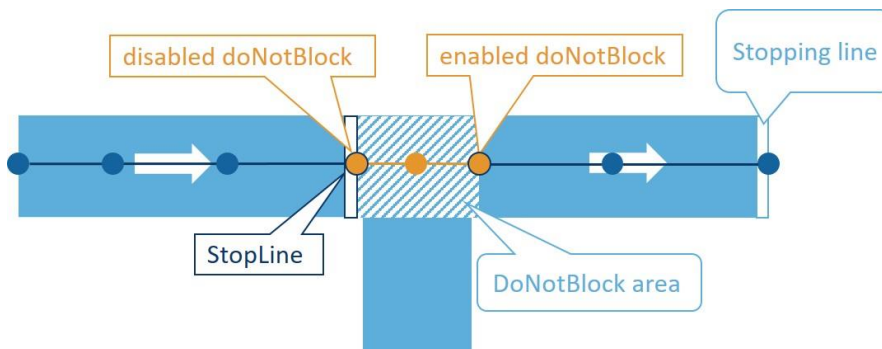 disabled doNotBlock
enabled doNotBlock
Stopping line
StopLine
DoNotBlock area